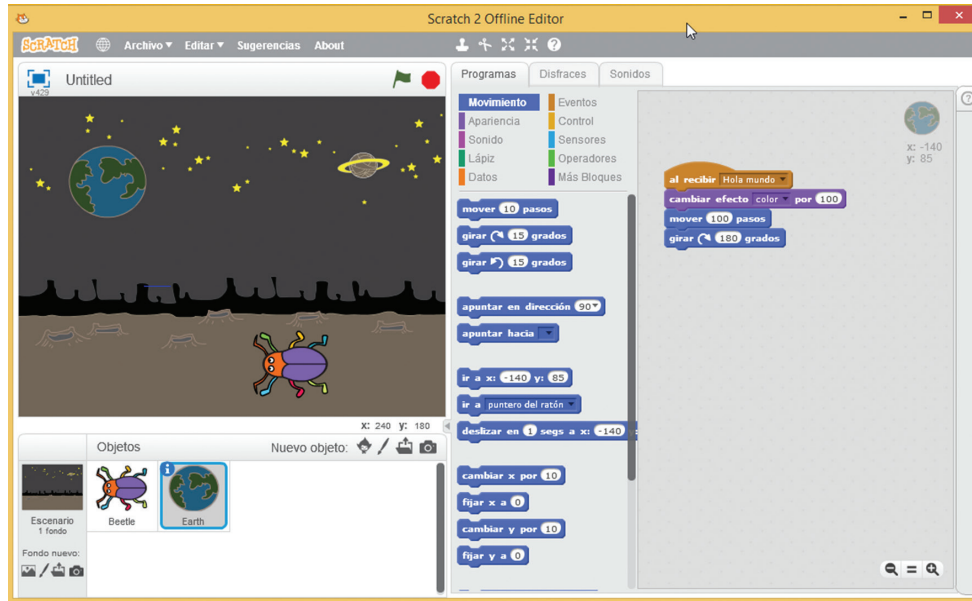 Scratch 2 Offline Editor
SCRATCH Archivo Editar Sugerencias About
Untitled
v429
Programas Disfraces Sonidos
Movimiento Eventos
Apariencia Control
Sonido Sensores
Lápiz Operadores
Datos Más Bloques
mover 10 pasos
girar 15 grados
girar 15 grados
apuntar en dirección 90
apuntar hacia
ir a x: -140 y: 85
ir a puntero del ratón
deslizar en 1 segs a x: -140
cambiar x por 10
fijar x a 0
cambiar y por 10
fijar y a 0
x: -140
y: 85
al recibir Hola mundo
cambiar efecto color por 100
mover 100 pasos
girar 180 grados
x: 240 y: 180
Objetos Nuevo objeto:
Escenario
1 fondo
Fondo nuevo:
Beetle
Earth